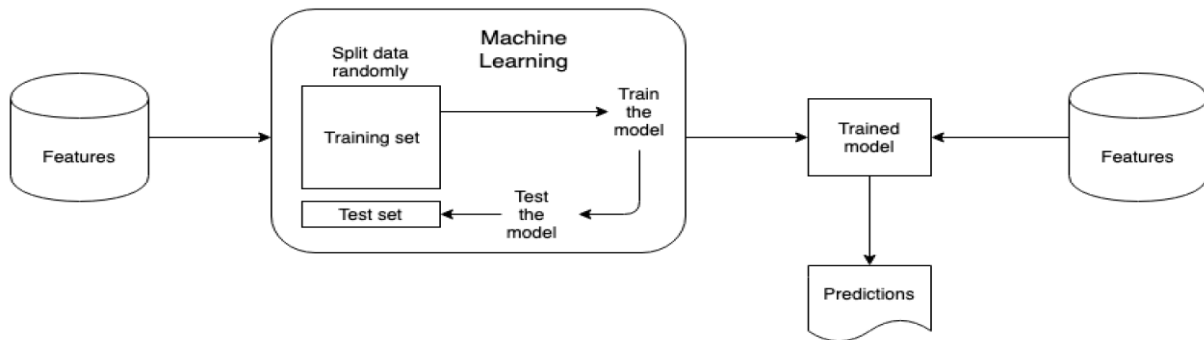 Machine
Learning
Split data
randomly
Features
Training set
Train
the
model
Test set
Test
the
model
Trained
model
Features
Predictions